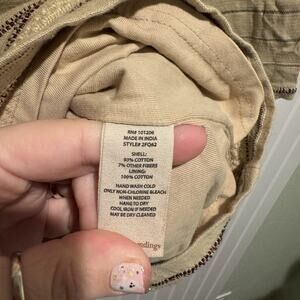 RN# 101206
MADE IN INDIA
STYLE# 2FQ62
SHELL:
93% COTTON
7% OTHER FIBERS
LINING:
100% COTTON
HAND WASH COLD
ONLY NON-CHLORINE BLEACH
WHEN NEEDED
HANG TO DRY
COOL IRON IF NEEDED
MAY BE DRY CLEANED